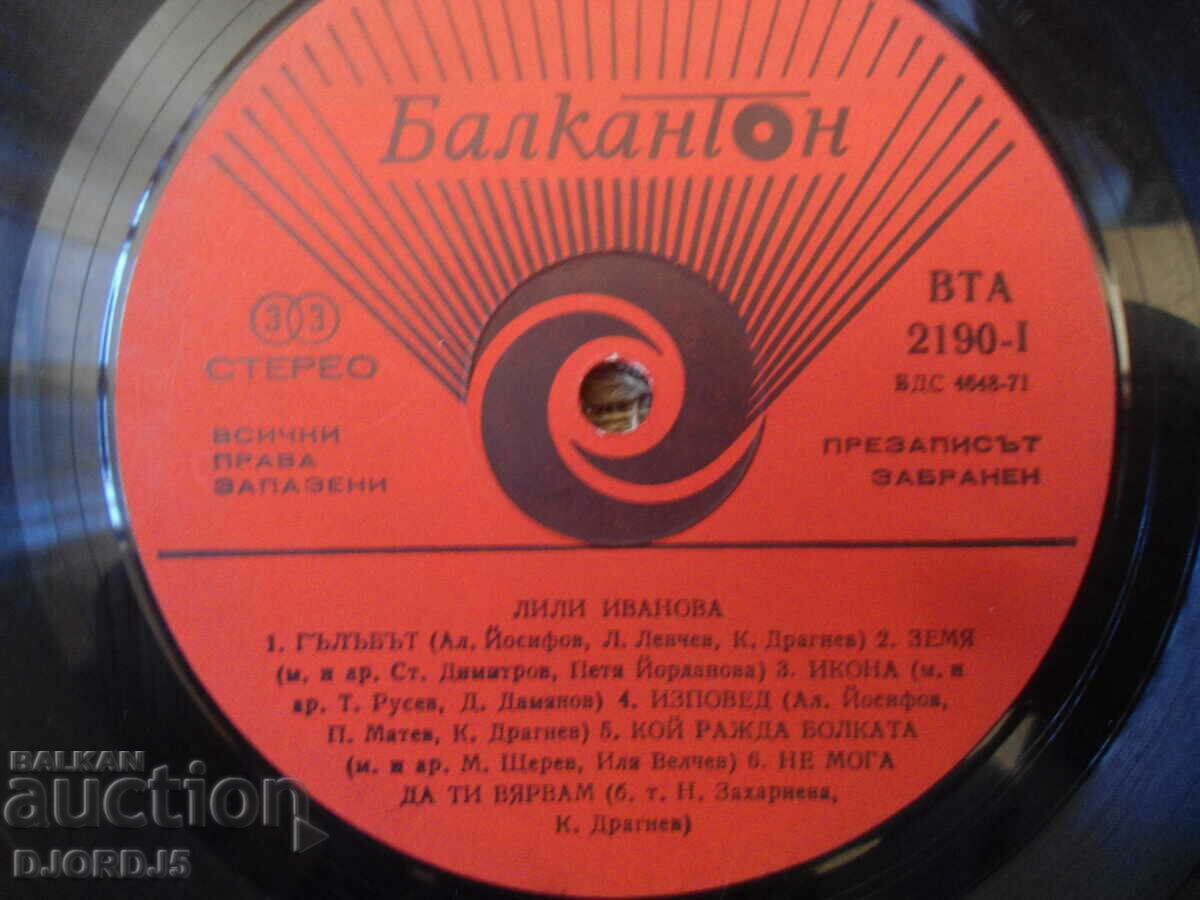 Балкантон
33
СТЕРЕО
ВТА
2190-I
БДС 4648-71
ВСИЧКИ
ПРАВА
ЗАПАЗЕНИ
ПРЕЗАПИСЪТ
ЗАБРАНЕН
ЛИЛИ ИВАНОВА
1. ГЪЛЪБЪТ (Ал. Йосифов, Л. Левчев, К. Драгнев) 2. ЗЕМЯ
(м. и ар. Ст. Димитров, Петя Йорданова) 3. ИКОНА (м. и
ар. Т. Русев, Д. Дамянов) 4. ИЗПОВЕД (Ал. Йосифов,
П. Матев, К. Драгнев) 5. КОЙ РАЖДА БОЛКАТА
(м. и ар. М. Щерев, Иля Велчев) 6. НЕ МОГА
ДА ТИ ВЯРВАМ (б. т. Н. Захариева,
К. Драгнев)
BALKAN
auction
DJORDJ5